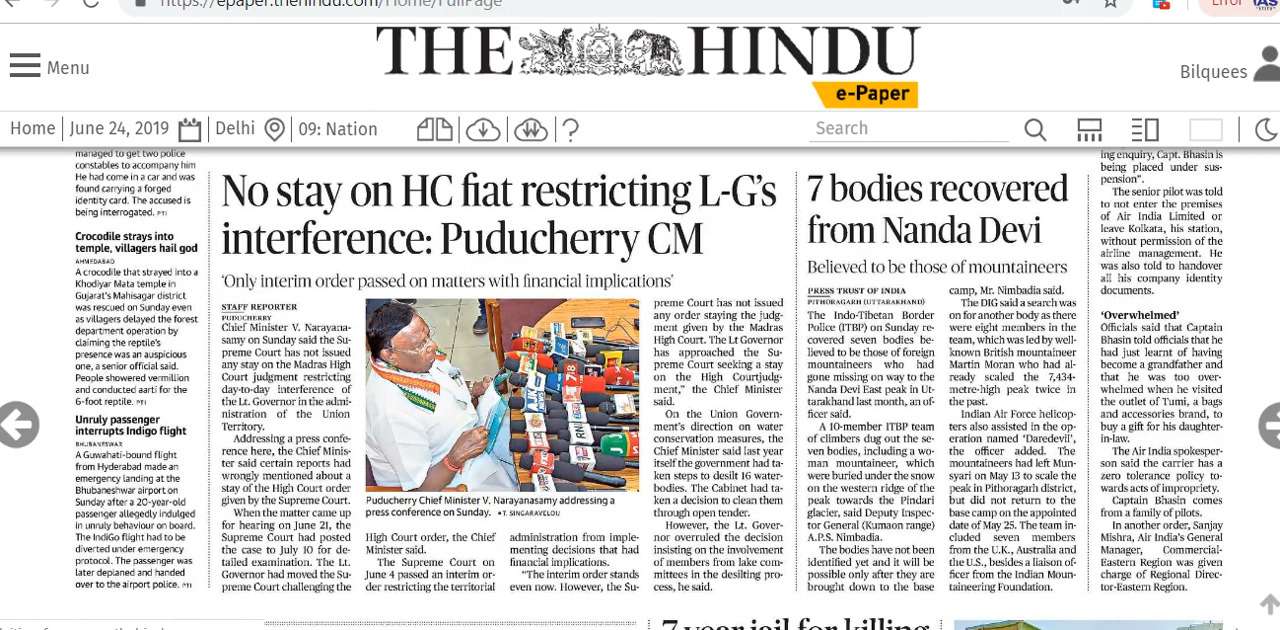 https://epaper.thehindu.com/Home/FullPage
Error
IAS
THE HINDU
e-Paper
Menu
Bilquees
Home
June 24, 2019
Delhi
09: Nation
?
Search
managed to get two police
constables to accompany him
He had come in a car and was
found carrying a forged
identity card. The accused is
being interrogated. PTI
Crocodile strays into
temple, villagers hail god
AHMEDABAD
A crocodile that strayed into a
Khodiyar Mata temple in
Gujarat's Mahisagar district
was rescued on Sunday even
as villagers delayed the forest
department operation by
claiming the reptile's
presence was an auspicious
one, a senior official said.
People showered vermilion
and conducted aarti for the
6-foot reptile. PTI
Unruly passenger
interrupts Indigo flight
BHUBANESWAR
A Guwahati-bound flight
from Hyderabad made an
emergency landing at the
Bhubaneshwar airport on
Sunday after a 20-year-old
passenger allegedly indulged
in unruly behaviour on board.
The IndiGo flight had to be
diverted under emergency
protocol. The passenger was
later deplaned and handed
over to the airport police. PTI
No stay on HC fiat restricting L-G's
interference: Puducherry CM
'Only interim order passed on matters with financial implications'
STAFF REPORTER
PUDUCHERRY
Chief Minister V. Narayana-
samy on Sunday said the Su-
preme Court has not issued
any stay on the Madras High
Court judgment restricting
day-to-day interference of
the Lt. Governor in the admi-
nistration of the Union
Territory.
Addressing a press confe-
rence here, the Chief Minis-
ter said certain reports had
wrongly mentioned about a
stay of the High Court order
given by the Supreme Court.
When the matter came up
for hearing on June 21, the
Supreme Court had posted
the case to July 10 for de-
tailed examination. The Lt.
Governor had moved the Su-
preme Court challenging the
Puducherry Chief Minister V. Narayanasamy addressing a
press conference on Sunday. •T. SINGARAVELOU
High Court order, the Chief
Minister said.
The Supreme Court on
June 4 passed an interim or-
der restricting the territorial
administration from imple-
menting decisions that had
financial implications.
"The interim order stands
even now. However, the Su-
preme Court has not issued
any order staying the judg-
ment given by the Madras
High Court. The Lt Governor
has approached the Su-
preme Court seeking a stay
on the High Courtjudg-
ment," the Chief Minister
said.
On the Union Govern-
ment's direction on water
conservation measures, the
Chief Minister said last year
itself the government had ta-
ken steps to desilt 16 water-
bodies. The Cabinet had ta-
ken a decision to clean them
through open tender.
However, the Lt. Gover-
nor overruled the decision
insisting on the involvement
of members from lake com-
mittees in the desilting pro-
cess, he said.
7 bodies recovered
from Nanda Devi
Believed to be those of mountaineers
PRESS TRUST OF INDIA
PITHORAGARH (UTTARAKHAND)
The Indo-Tibetan Border
Police (ITBP) on Sunday re-
covered seven bodies be-
lieved to be those of foreign
mountaineers who had
gone missing on way to the
Nanda Devi East peak in Ut-
tarakhand last month, an of-
ficer said.
A 10-member ITBP team
of climbers dug out the se-
ven bodies, including a wo-
man mountaineer, which
were buried under the snow
on the western ridge of the
peak towards the Pindari
glacier, said Deputy Inspec-
tor General (Kumaon range)
A.P.S. Nimbadia.
The bodies have not been
identified yet and it will be
possible only after they are
brought down to the base
camp, Mr. Nimbadia said.
The DIG said a search was
on for another body as there
were eight members in the
team, which was led by well-
known British mountaineer
Martin Moran who had al-
ready scaled the 7,434-
metre-high peak twice in
the past.
Indian Air Force helicop-
ters also assisted in the op-
eration named 'Daredevil',
the officer added. The
mountaineers had left Mun-
syari on May 13 to scale the
peak in Pithoragarh district,
but did not return to the
base camp on the appointed
date of May 25. The team in-
cluded seven members
from the U.K., Australia and
the U.S., besides a liaison of-
ficer from the Indian Moun-
taineering Foundation.
ing enquiry, Capt. Bhasin is
being placed under sus-
pension".
The senior pilot was told
to not enter the premises
of Air India Limited or
leave Kolkata, his station,
without permission of the
airline management. He
was also told to handover
all his company identity
documents.
'Overwhelmed'
Officials said that Captain
Bhasin told officials that he
had just learnt of having
become a grandfather and
that he was too over-
whelmed when he visited
the outlet of Tumi, a bags
and accessories brand, to
buy a gift for his daughter-
in-law.
The Air India spokesper-
son said the carrier has a
zero tolerance policy to-
wards acts of impropriety.
Captain Bhasin comes
from a family of pilots.
In another order, Sanjay
Mishra, Air India's General
Manager, Commercial-
Eastern Region was given
charge of Regional Direc-
tor-Eastern Region.
7 year jail for killing